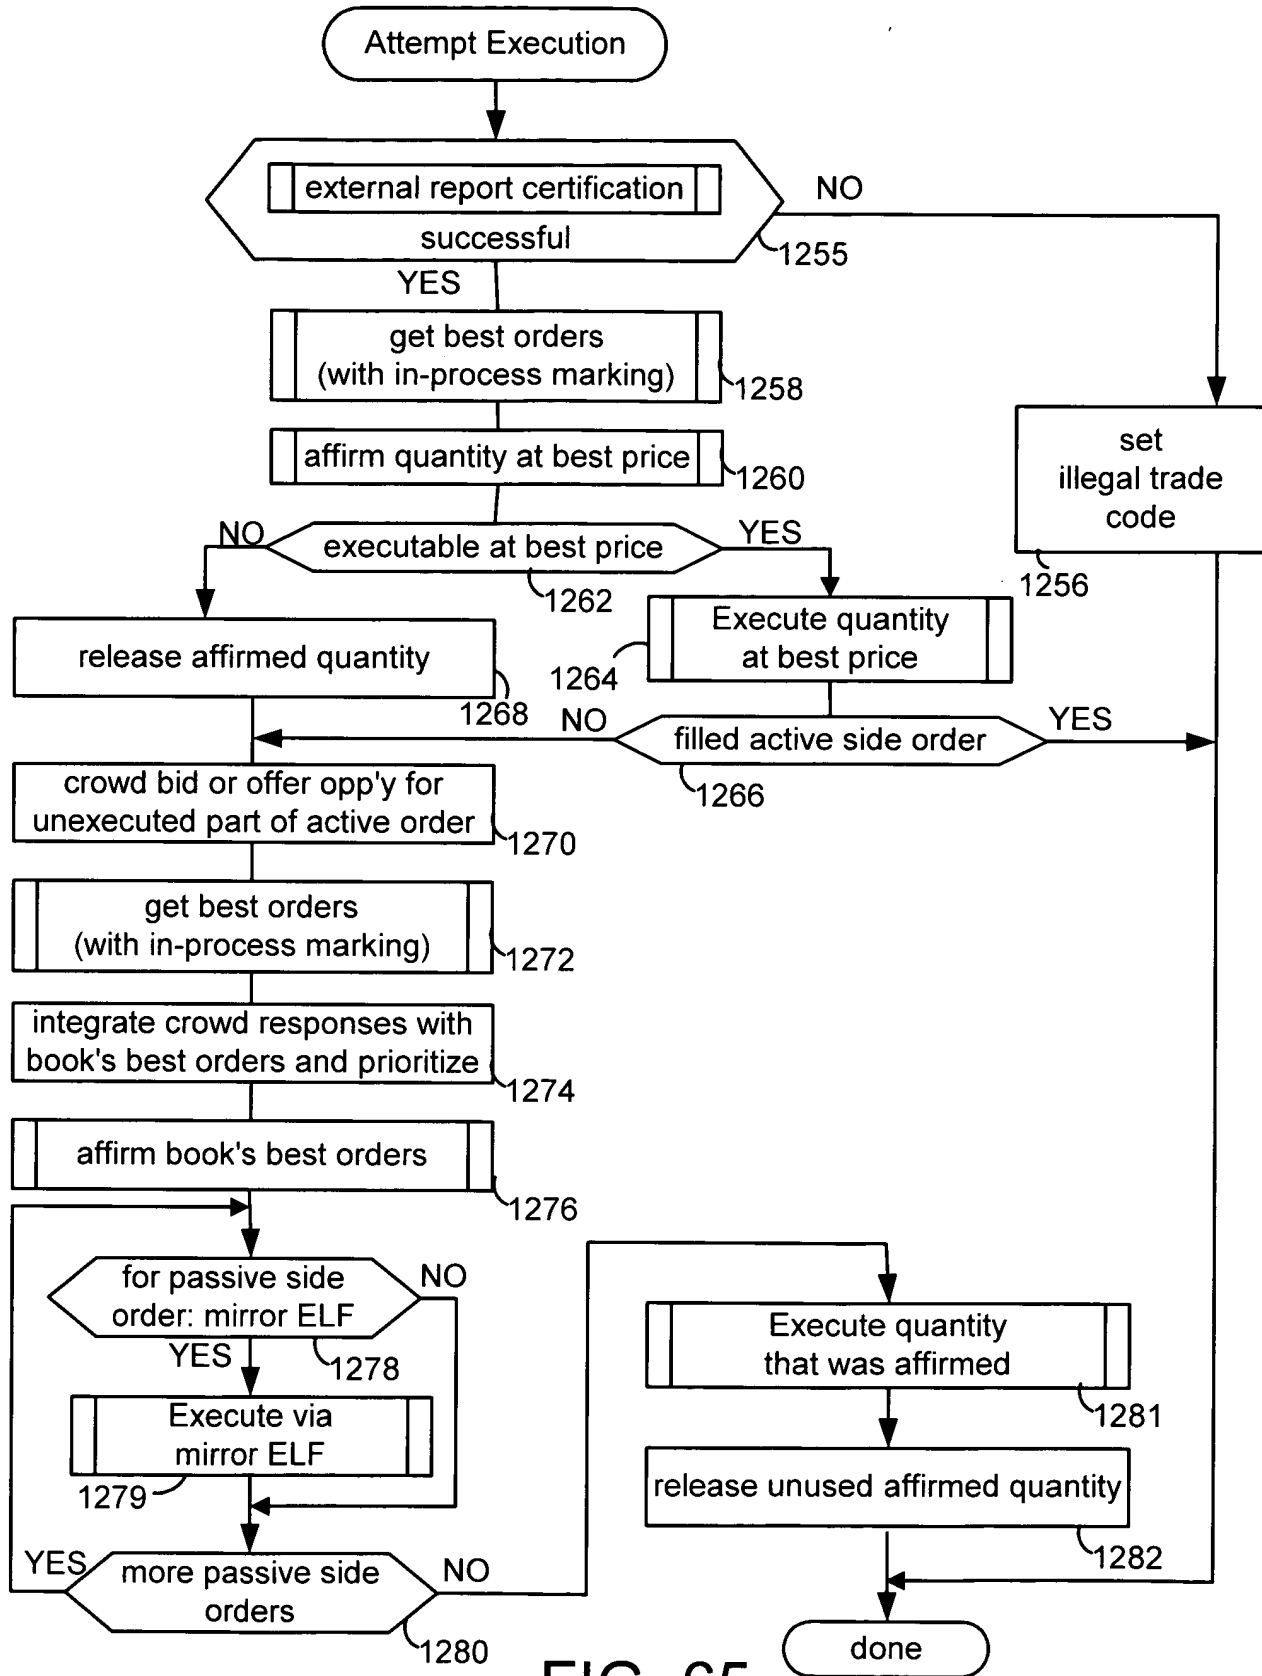 Attempt Execution
external report certification
successful
NO
1255
YES
get best orders
(with in-process marking)
1258
affirm quantity at best price
1260
set
illegal trade
code
1256
NO
executable at best price
YES
1262
Execute quantity
at best price
1264
release affirmed quantity
1268
NO
filled active side order
YES
1266
crowd bid or offer opp'y for
unexecuted part of active order
1270
get best orders
(with in-process marking)
1272
integrate crowd responses with
book's best orders and prioritize
1274
affirm book's best orders
1276
for passive side
order: mirror ELF
NO
YES
1278
Execute via
mirror ELF
1279
YES
more passive side
orders
NO
1280
Execute quantity
that was affirmed
1281
release unused affirmed quantity
1282
done
FIG. 65